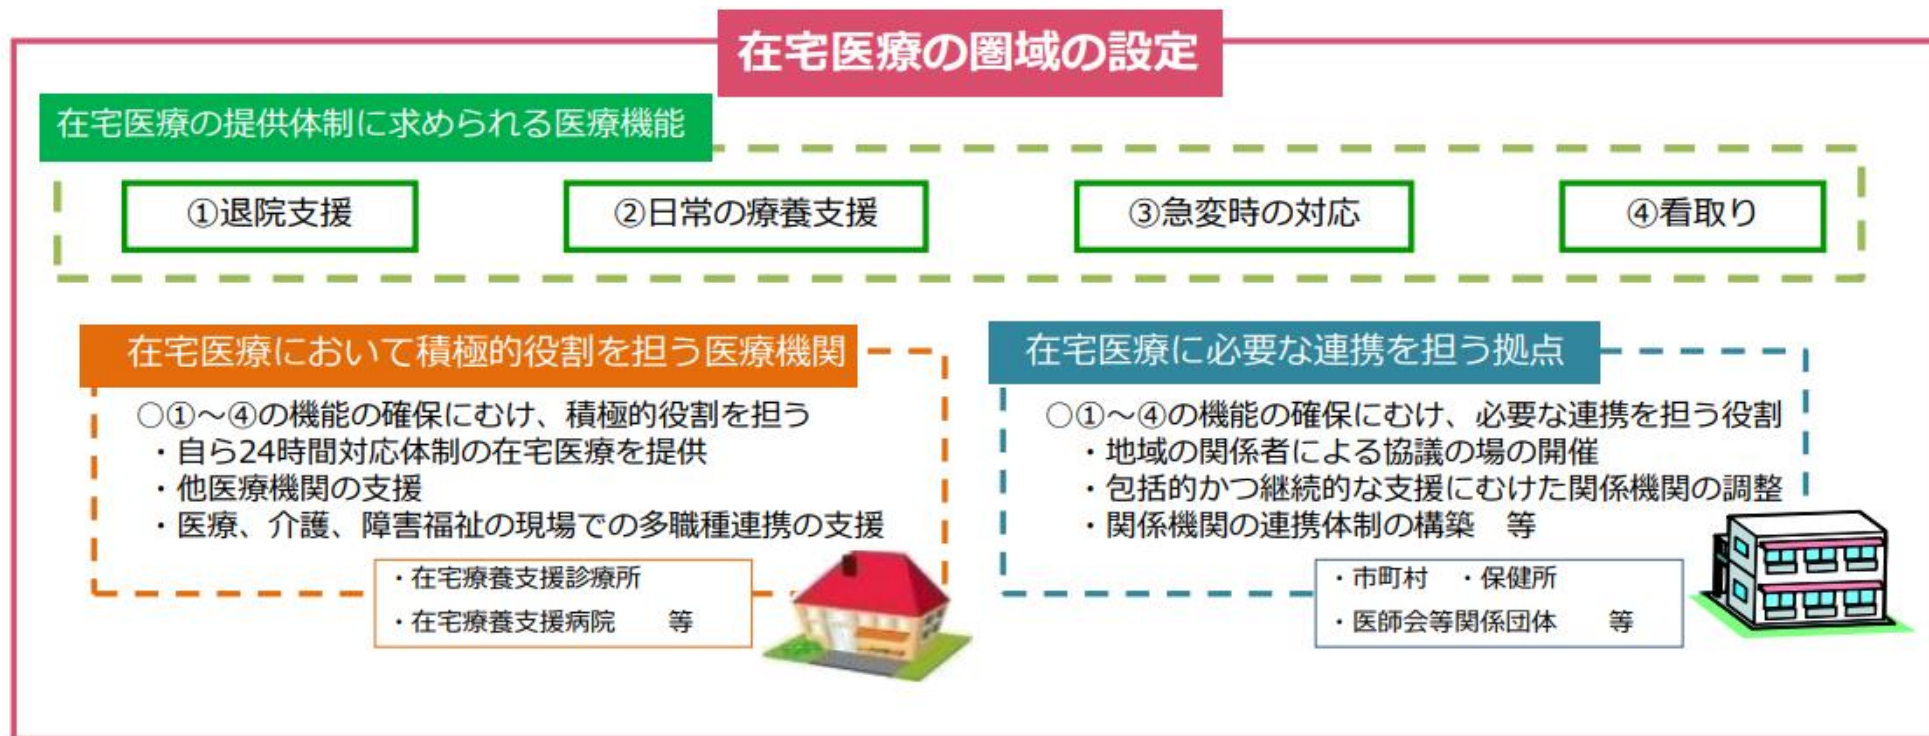 在宅医療の圏域の設定
在宅医療の提供体制に求められる医療機能
①退院支援
②日常の療養支援
③急変時の対応
④看取り
在宅医療において積極的役割を担う医療機関
○①～④の機能の確保にむけ、積極的役割を担う
・自ら24時間対応体制の在宅医療を提供
・他医療機関の支援
・医療、介護、障害福祉の現場での多職種連携の支援
・在宅療養支援診療所
・在宅療養支援病院　　等
在宅医療に必要な連携を担う拠点
○①～④の機能の確保にむけ、必要な連携を担う役割
・地域の関係者による協議の場の開催
・包括的かつ継続的な支援にむけた関係機関の調整
・関係機関の連携体制の構築　等
・市町村　・保健所
・医師会等関係団体　　等